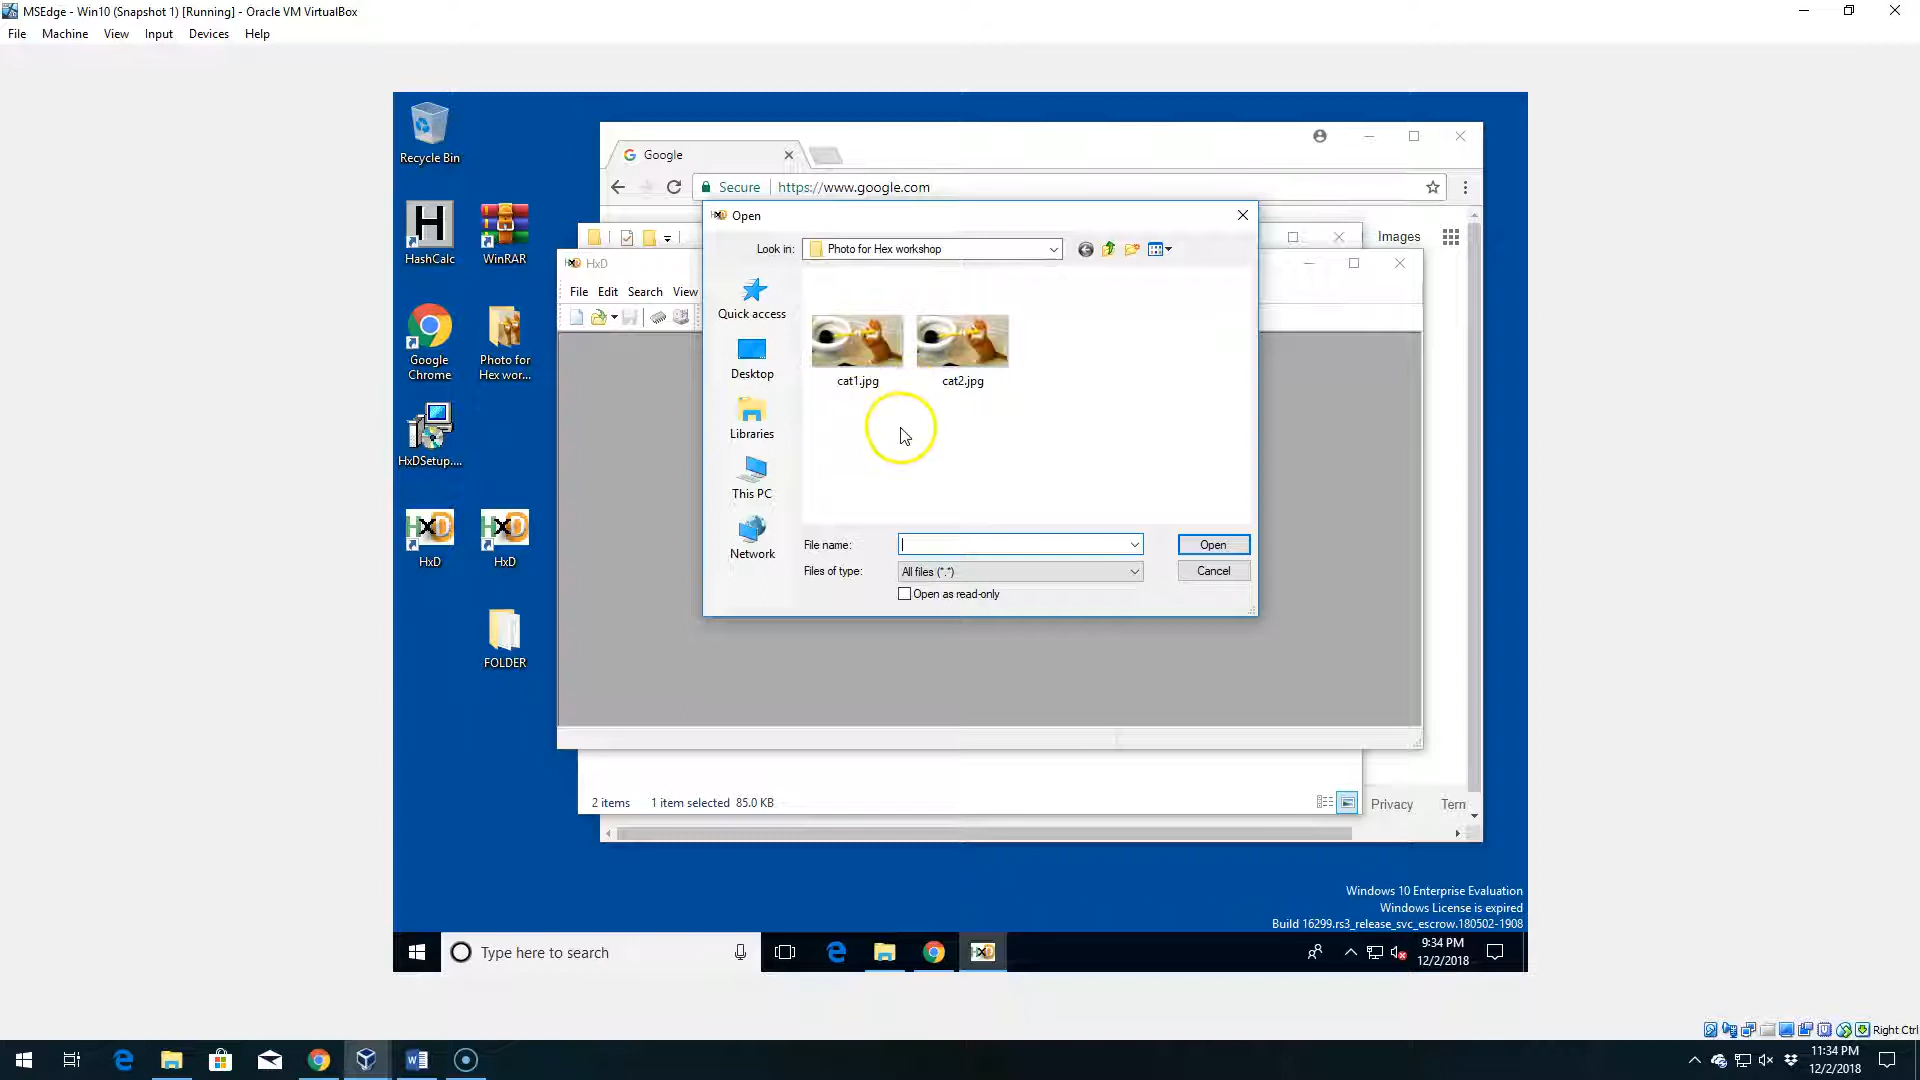 MSEdge - Win10 (Snapshot 1) [Running] - Oracle VM VirtualBox
File Machine View Input Devices Help
Recycle Bin
HashCalc
WinRAR
Google Chrome
Photo for Hex wor...
HxDSetup....
HxD
HxD
FOLDER
Google
Secure https://www.google.com
Images
HxD
File Edit Search View
Open
Look in: Photo for Hex workshop
Quick access
Desktop
Libraries
This PC
Network
cat1.jpg
cat2.jpg
File name:
Open
Files of type: All files (*.*)
Cancel
Open as read-only
2 items 1 item selected 85.0 KB
Privacy Tern
Windows 10 Enterprise Evaluation
Windows License is expired
Build 16299.rs3_release_svc_escrow.180502-1908
Type here to search
9:34 PM
12/2/2018
Right Ctrl
11:34 PM
12/2/2018